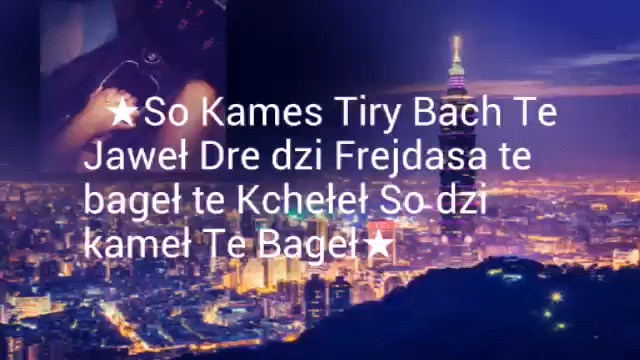 ★So Kames Tiry Bach Te
Jaweł Dre dzi Frejdasa te
bageł te Kchełeł So dzi
kameł Te Bageł★